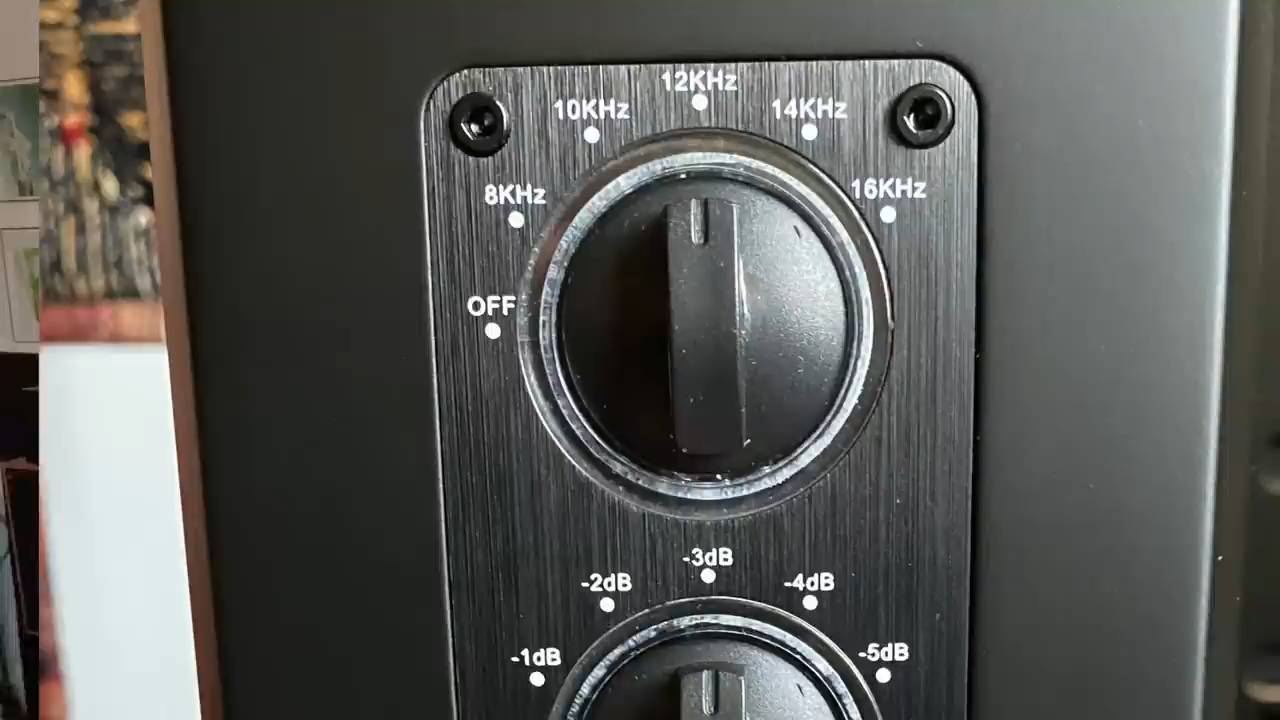 12KHz
10KHz
14KHz
8KHz
16KHz
OFF
-3dB
-2dB
-4dB
-1dB
-5dB